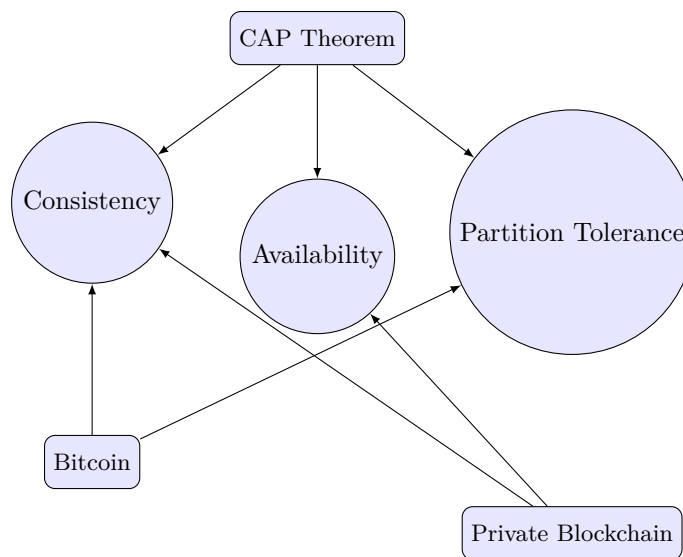 CAP Theorem
Consistency
Availability
Partition Tolerance
Bitcoin
Private Blockchain